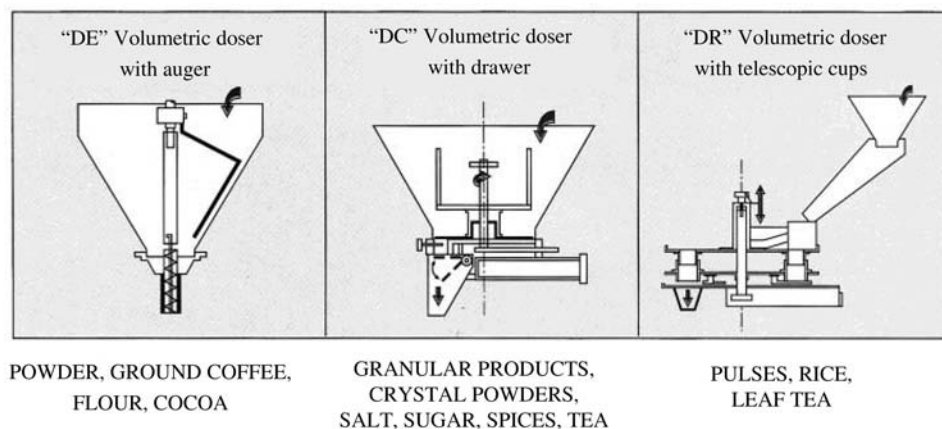 “DE” Volumetric doser
with auger
“DC” Volumetric doser
with drawer
“DR” Volumetric doser
with telescopic cups
POWDER, GROUND COFFEE,
FLOUR, COCOA
GRANULAR PRODUCTS,
CRYSTAL POWDERS,
SALT, SUGAR, SPICES, TEA
PULSES, RICE,
LEAF TEA